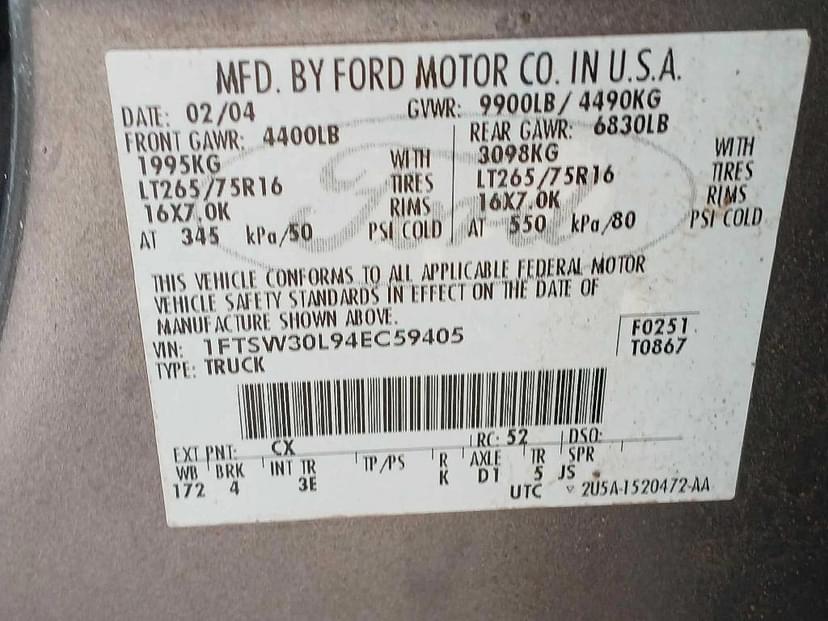 MFD. BY FORD MOTOR CO. IN U.S.A.
DATE: 02/04 GVWR: 9900LB / 4490KG
FRONT GAWR: 4400LB REAR GAWR: 6830LB
1995KG WITH 3098KG WITH
LT265/75R16 TIRES LT265/75R16 TIRES
16X7.0K RIMS 16X7.0K RIMS
AT 345 kPa/50 PSI COLD AT 550 kPa/80 PSI COLD
Ford
THIS VEHICLE CONFORMS TO ALL APPLICABLE FEDERAL MOTOR
VEHICLE SAFETY STANDARDS IN EFFECT ON THE DATE OF
MANUFACTURE SHOWN ABOVE.
VIN: 1FTSW30L94EC59405 F0251
TYPE: TRUCK T0867
EXT PNT: CX RC: 52 DSO:
WB BRK INT TR TP/PS R AXLE TR SPR
172 4 3E K D1 5 JS
UTC ▽ 2U5A-1520472-AA